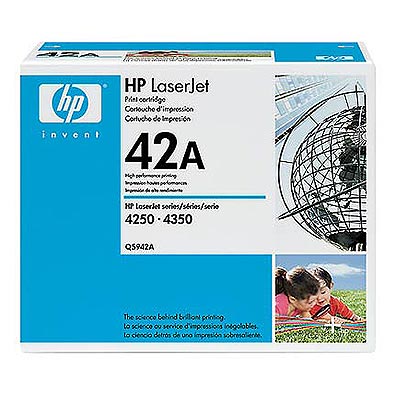 42A
hp
invent
HP LaserJet
Print cartridge
Cartouche d'impression
Cartucho de impresión
42A
High performance printing
Impression hautes performances
Impresión de alto rendimiento
HP LaserJet series/séries/serie
4250 · 4350
Q5942A
The science behind brilliant printing.
La science au service d'impressions inégalables.
La ciencia detrás de una impresión sobresaliente.